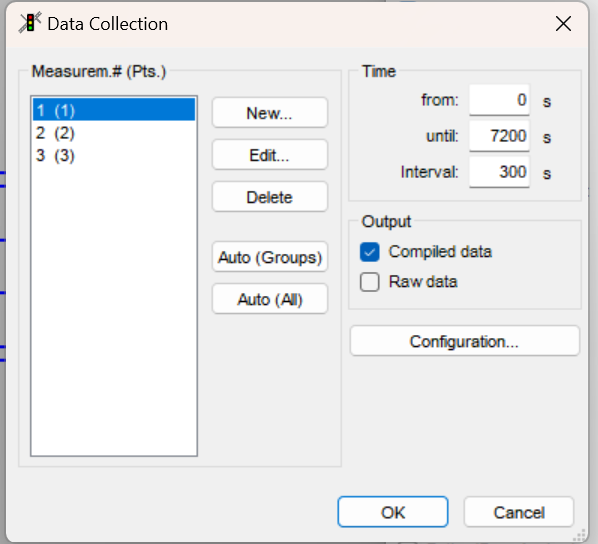 Data Collection
Measurem.# (Pts.)
1 (1)
2 (2)
3 (3)
New...
Edit...
Delete
Auto (Groups)
Auto (All)
Time
from: 0 s
until: 7200 s
Interval: 300 s
Output
Compiled data
Raw data
Configuration...
OK
Cancel